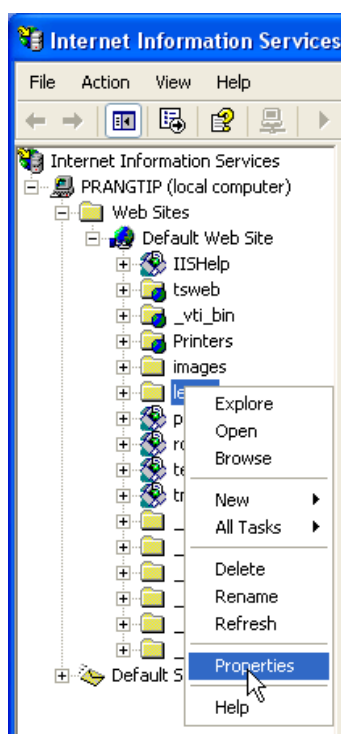 Internet Information Services
File Action View Help
Internet Information Services
PRANGTIP (local computer)
Web Sites
Default Web Site
IISHelp
tsweb
_vti_bin
Printers
images
Explore
Open
Browse
New
All Tasks
Delete
Rename
Refresh
Default S
Properties
Help